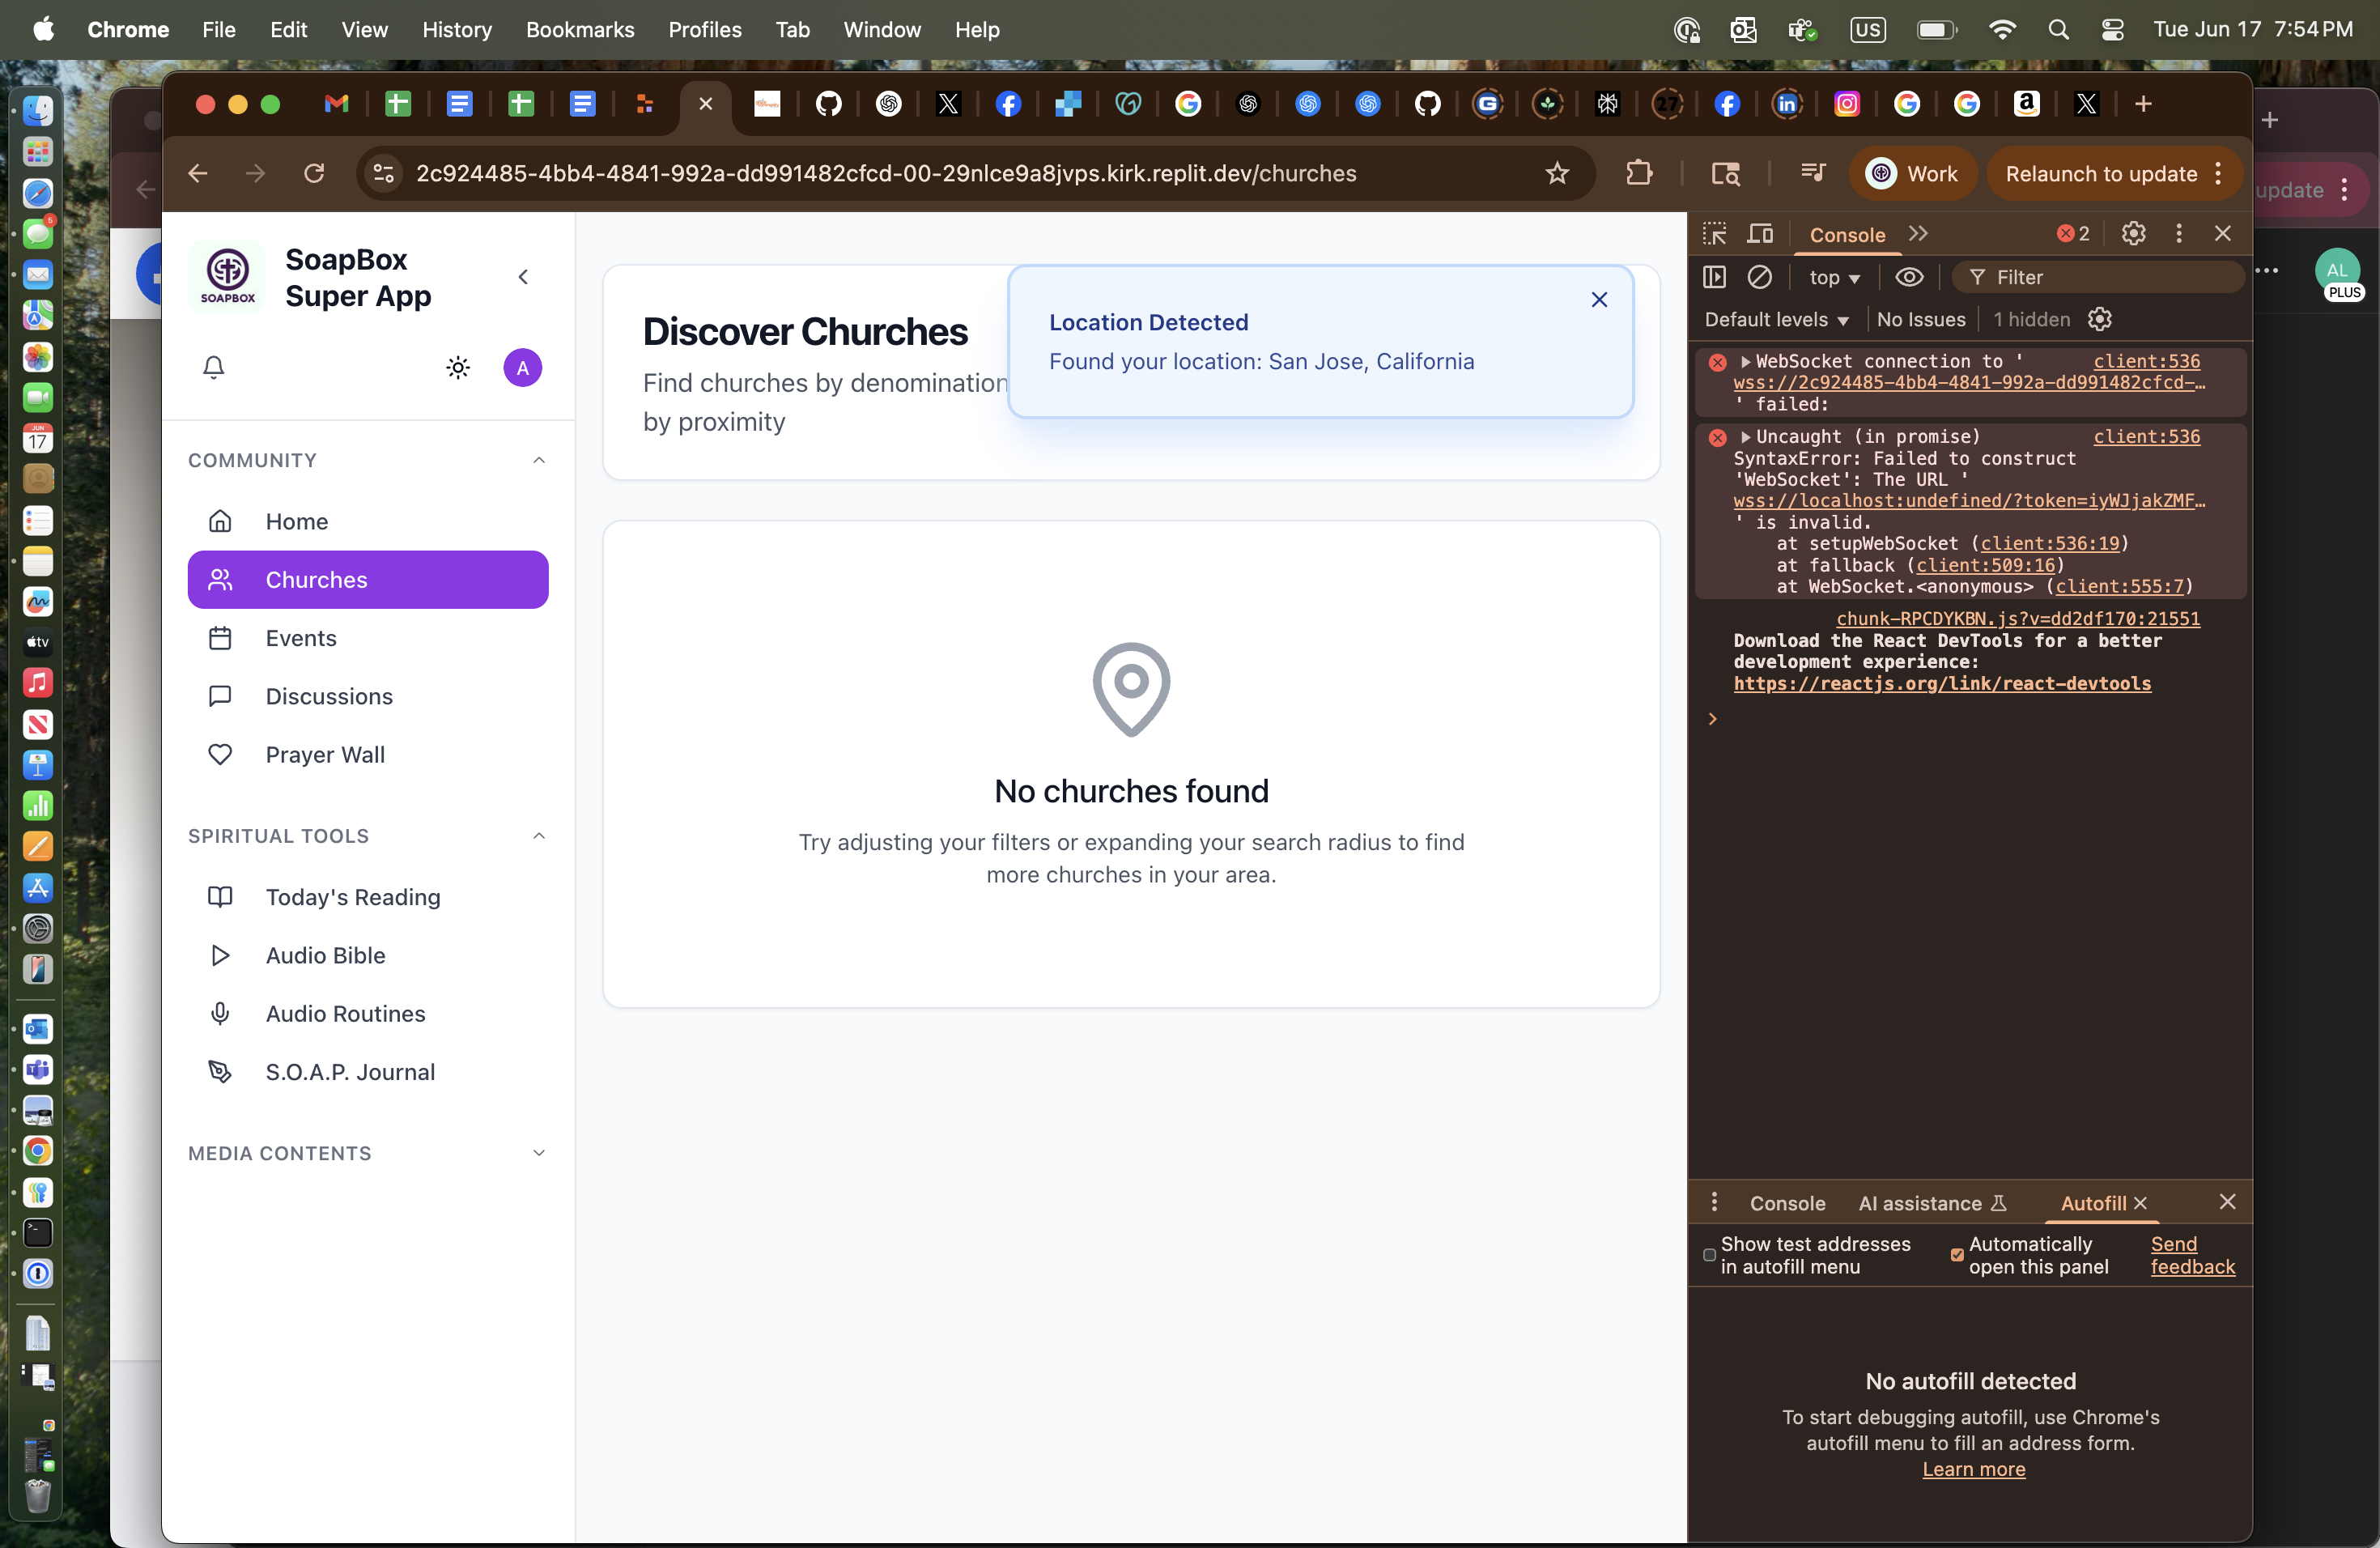 Chrome File Edit View History Bookmarks Profiles Tab Window Help
US
Tue Jun 17 7:54 PM
2c924485-4bb4-4841-992a-dd991482cfcd-00-29nlce9a8jvps.kirk.replit.dev/churches
Work
Relaunch to update
update
AL
PLUS
SoapBox
Super App
SOAPBOX
A
COMMUNITY
Home
Churches
Events
Discussions
Prayer Wall
SPIRITUAL TOOLS
Today's Reading
Audio Bible
Audio Routines
S.O.A.P. Journal
MEDIA CONTENTS
Discover Churches
Find churches by denomination
by proximity
Location Detected
Found your location: San Jose, California
No churches found
Try adjusting your filters or expanding your search radius to find
more churches in your area.
Console
2
top
Filter
Default levels
No Issues
1 hidden
WebSocket connection to ' client:536
wss://2c924485-4bb4-4841-992a-dd991482cfcd-…
' failed:
Uncaught (in promise) client:536
SyntaxError: Failed to construct
'WebSocket': The URL '
wss://localhost:undefined/?token=iyWJjakZMF…
' is invalid.
at setupWebSocket (client:536:19)
at fallback (client:509:16)
at WebSocket.<anonymous> (client:555:7)
chunk-RPCDYKBN.js?v=dd2df170:21551
Download the React DevTools for a better
development experience:
https://reactjs.org/link/react-devtools
Console
AI assistance
Autofill
Show test addresses
in autofill menu
Automatically
open this panel
Send
feedback
No autofill detected
To start debugging autofill, use Chrome's
autofill menu to fill an address form.
Learn more
5
JUN
17
tv
27